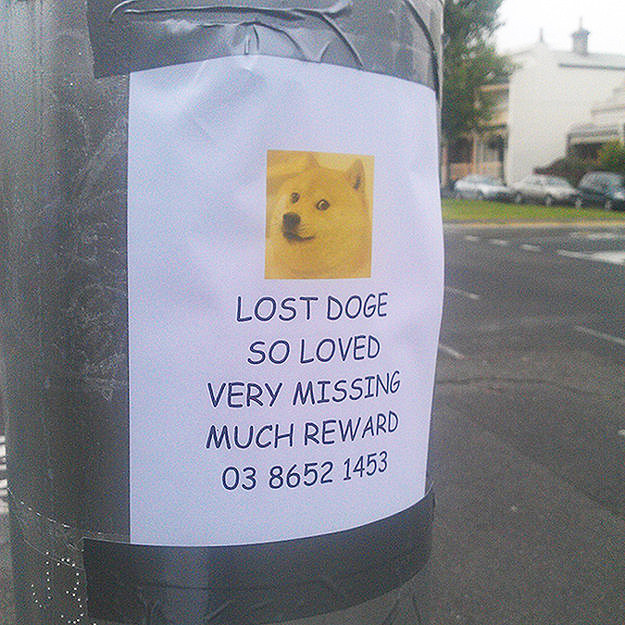 LOST DOGE
SO LOVED
VERY MISSING
MUCH REWARD
03 8652 1453